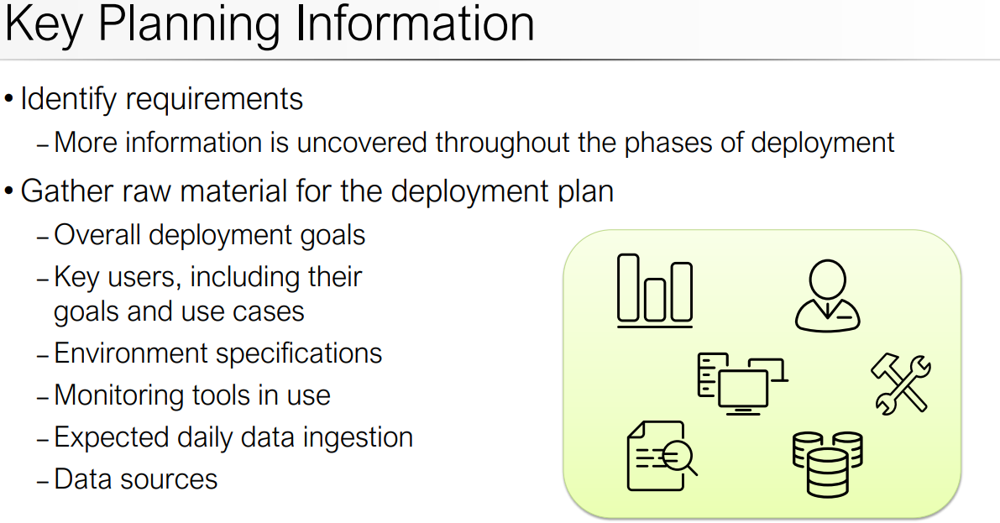 Key Planning Information
• Identify requirements
– More information is uncovered throughout the phases of deployment
• Gather raw material for the deployment plan
– Overall deployment goals
– Key users, including their
goals and use cases
– Environment specifications
– Monitoring tools in use
– Expected daily data ingestion
– Data sources